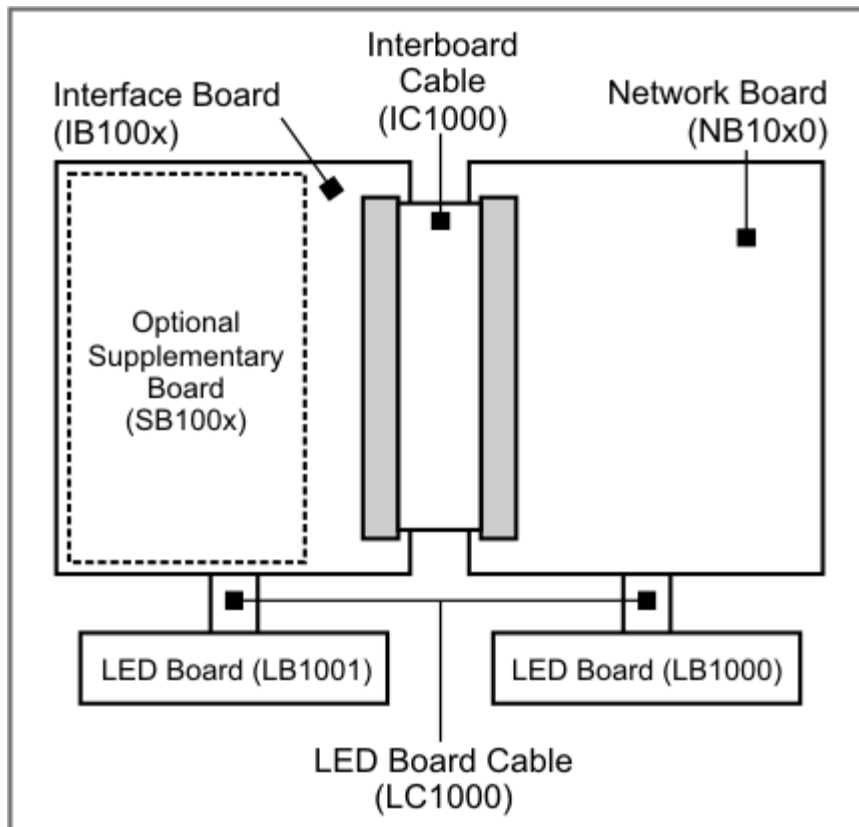 Interboard
Cable
(IC1000)
Interface Board
(IB100x)
Network Board
(NB10x0)
Optional
Supplementary
Board
(SB100x)
LED Board (LB1001)
LED Board (LB1000)
LED Board Cable
(LC1000)